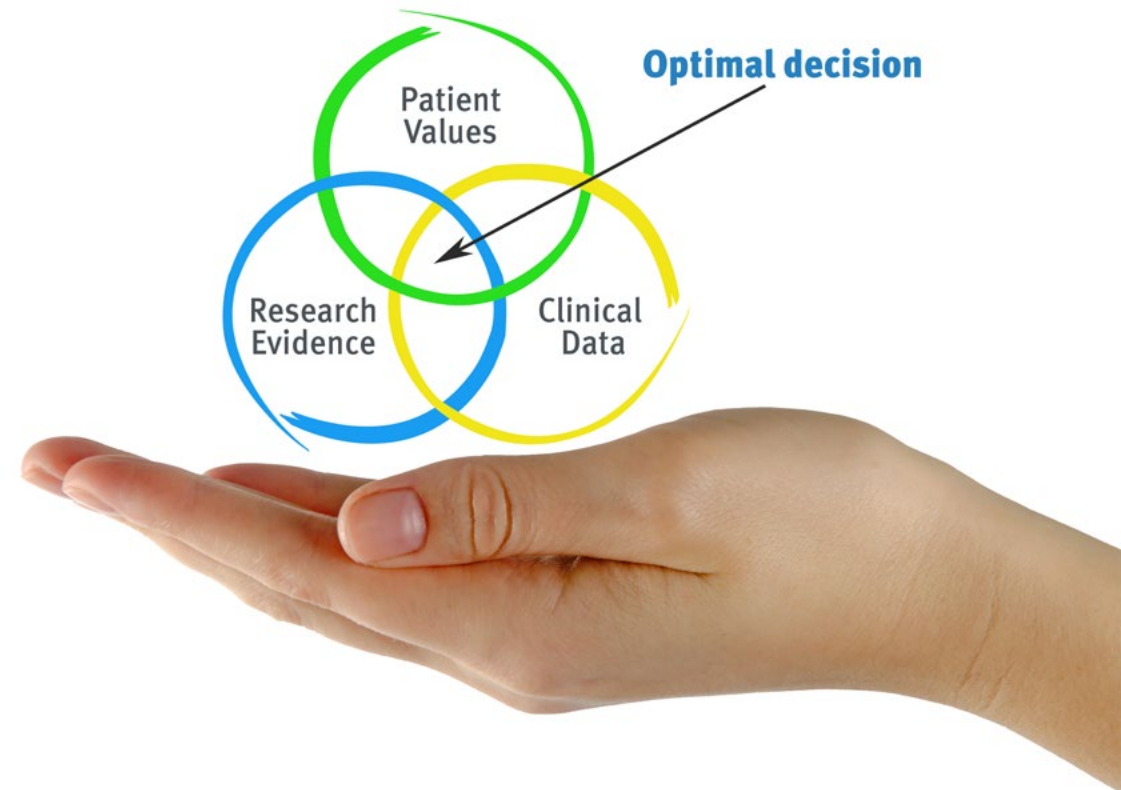 Optimal decision
Patient
Values
Research
Evidence
Clinical
Data